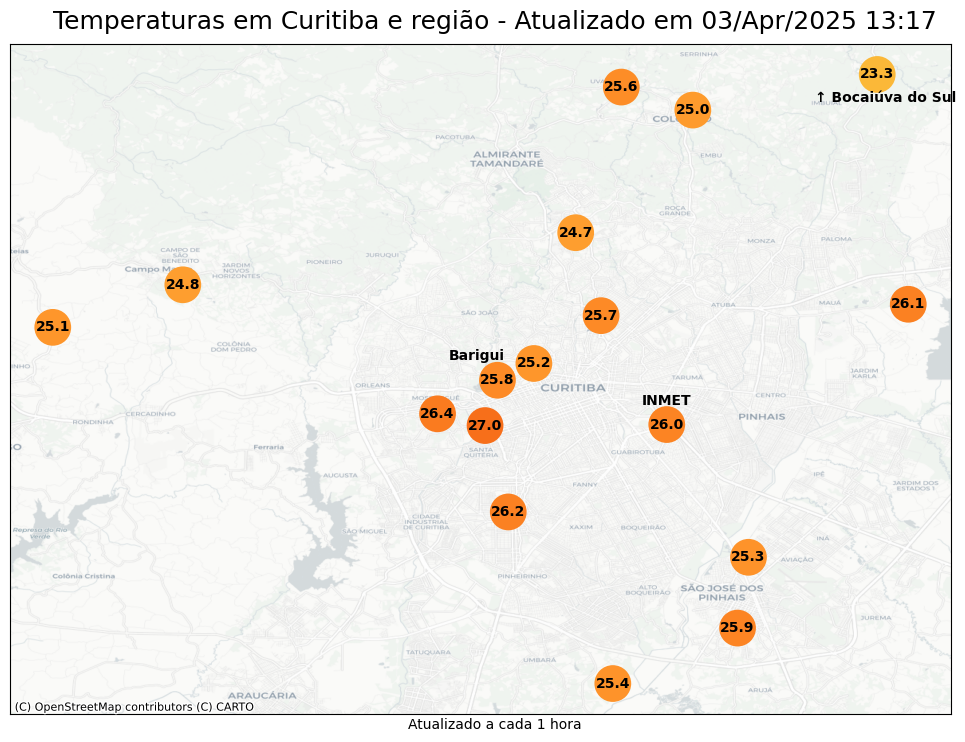 Temperaturas em Curitiba e região - Atualizado em 03/Apr/2025 13:17
SERRINHA
23.3
25.6
↑ Bocaiúva do Sul
25.0
PACOTUBA
ALMIRANTE
TAMANDARÉ
EMBU
ROÇA
GRANDE
24.7
MONZA
PALOMA
CAMPO DE
SÃO
BENEDITO
JURUQUI
PIONEIRO
JARDIM
NOVOS
HORIZONTES
24.8
ATUBA
MAUÁ
26.1
SÃO JOÃO
25.7
25.1
COLÔNIA
DOM PEDRO
Barigui
25.2
JARDIM
KARLA
25.8
TARUMÃ
ORLEANS
CURITIBA
CENTRO
INMET
26.4
CERCADINHO
RONDINHA
PINHAIS
27.0
26.0
Ferraria
SANTA
QUITÉRIA
GUABIROTUBA
AUGUSTA
IPÊ
FANNY
JARDIM DOS
ESTADOS I
26.2
CIDADE
INDUSTRIAL
DE CURITIBA
SÃO MIGUEL
XAXIM
BOQUEIRÃO
Represa do Rio
Verde
INÁ
25.3
AVIAÇÃO
Colônia Cristina
PINHEIRINHO
ALTO
BOQUEIRÃO
SÃO JOSÉ DOS
PINHAIS
JUREMA
25.9
TATUQUARA
UMBARÁ
25.4
ARUJÁ
ARAUCÁRIA
(C) OpenStreetMap contributors (C) CARTO
Atualizado a cada 1 hora